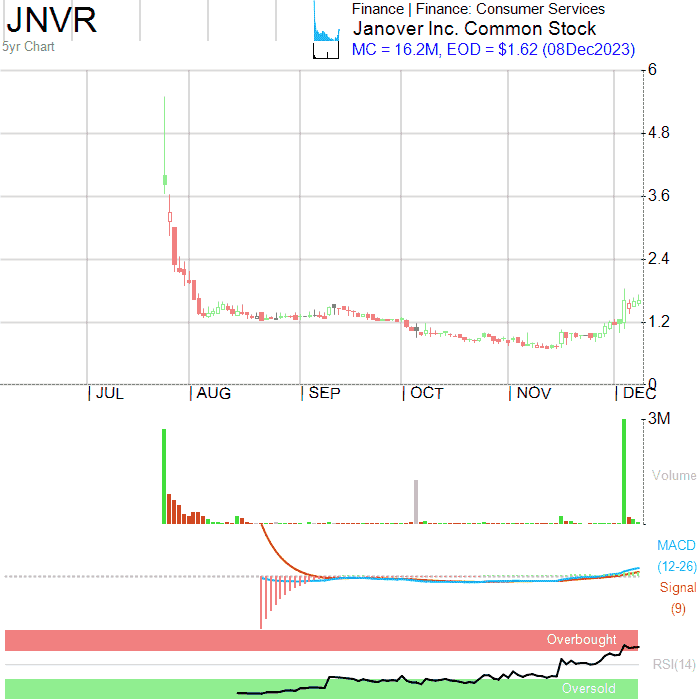 JNVR
5yr Chart
Finance | Finance: Consumer Services
Janover Inc. Common Stock
MC = 16.2M, EOD = $1.62 (08Dec2023)
6
4.8
3.6
2.4
1.2
0
JUL AUG SEP OCT NOV DEC
3M
Volume
MACD
(12-26)
Signal
(9)
Overbought
RSI(14)
Oversold